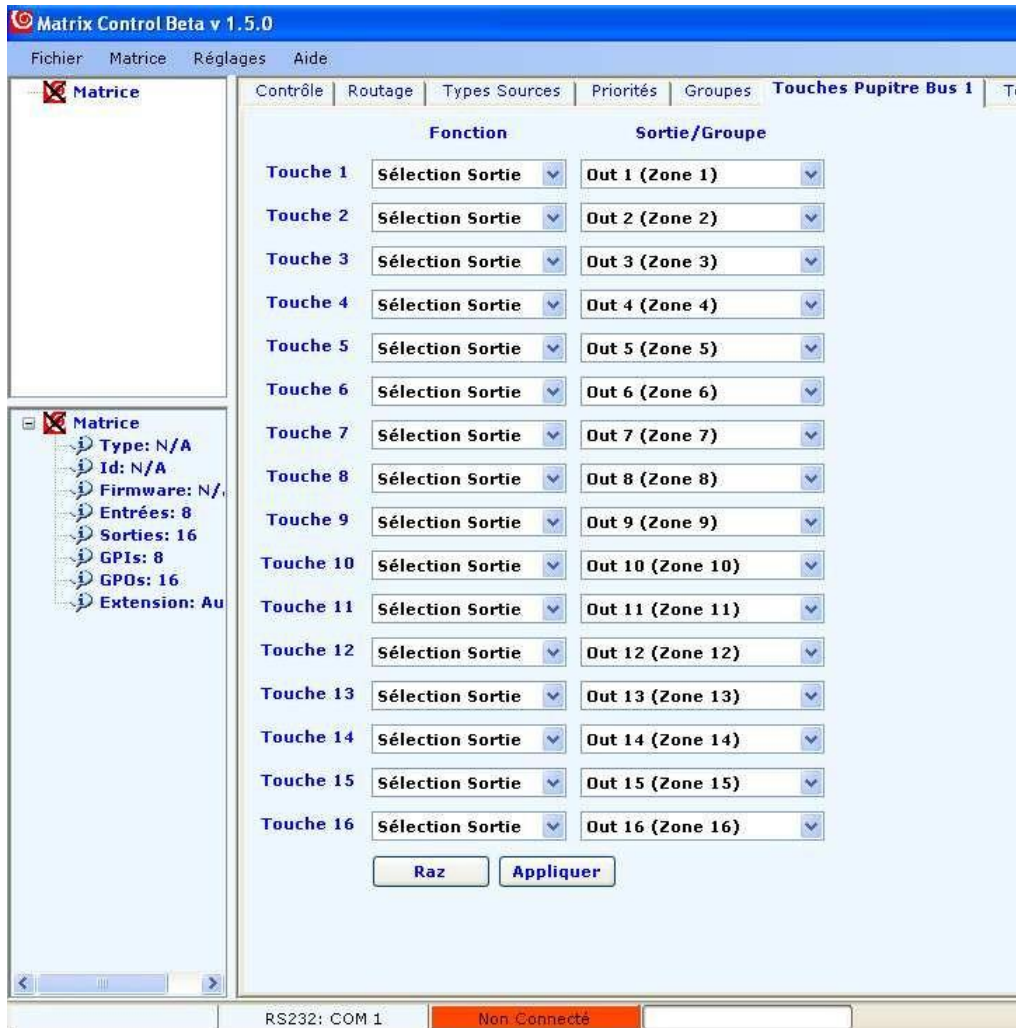 Matrix Control Beta v 1.5.0
Fichier Matrice Réglages Aide
Matrice
Contrôle Routage Types Sources Priorités Groupes Touches Pupitre Bus 1
Fonction Sortie/Groupe
Touche 1 Sélection Sortie Out 1 (Zone 1)
Touche 2 Sélection Sortie Out 2 (Zone 2)
Touche 3 Sélection Sortie Out 3 (Zone 3)
Touche 4 Sélection Sortie Out 4 (Zone 4)
Touche 5 Sélection Sortie Out 5 (Zone 5)
Touche 6 Sélection Sortie Out 6 (Zone 6)
Touche 7 Sélection Sortie Out 7 (Zone 7)
Touche 8 Sélection Sortie Out 8 (Zone 8)
Touche 9 Sélection Sortie Out 9 (Zone 9)
Touche 10 Sélection Sortie Out 10 (Zone 10)
Touche 11 Sélection Sortie Out 11 (Zone 11)
Touche 12 Sélection Sortie Out 12 (Zone 12)
Touche 13 Sélection Sortie Out 13 (Zone 13)
Touche 14 Sélection Sortie Out 14 (Zone 14)
Touche 15 Sélection Sortie Out 15 (Zone 15)
Touche 16 Sélection Sortie Out 16 (Zone 16)
Raz Appliquer
Matrice
Type: N/A
Id: N/A
Firmware: N/
Entrées: 8
Sorties: 16
GPIs: 8
GPOs: 16
Extension: Au
RS232: COM 1 Non Connecté